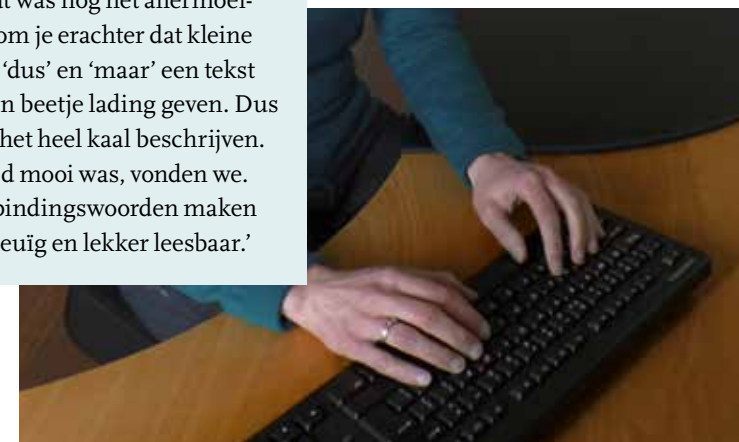 was nog het allermoei-
om je erachter dat kleine
‘dus’ en ‘maar’ een tekst
n beetje lading geven. Dus
het heel kaal beschrijven.
d mooi was, vonden we.
bindingswoorden maken
euïg en lekker leesbaar.’